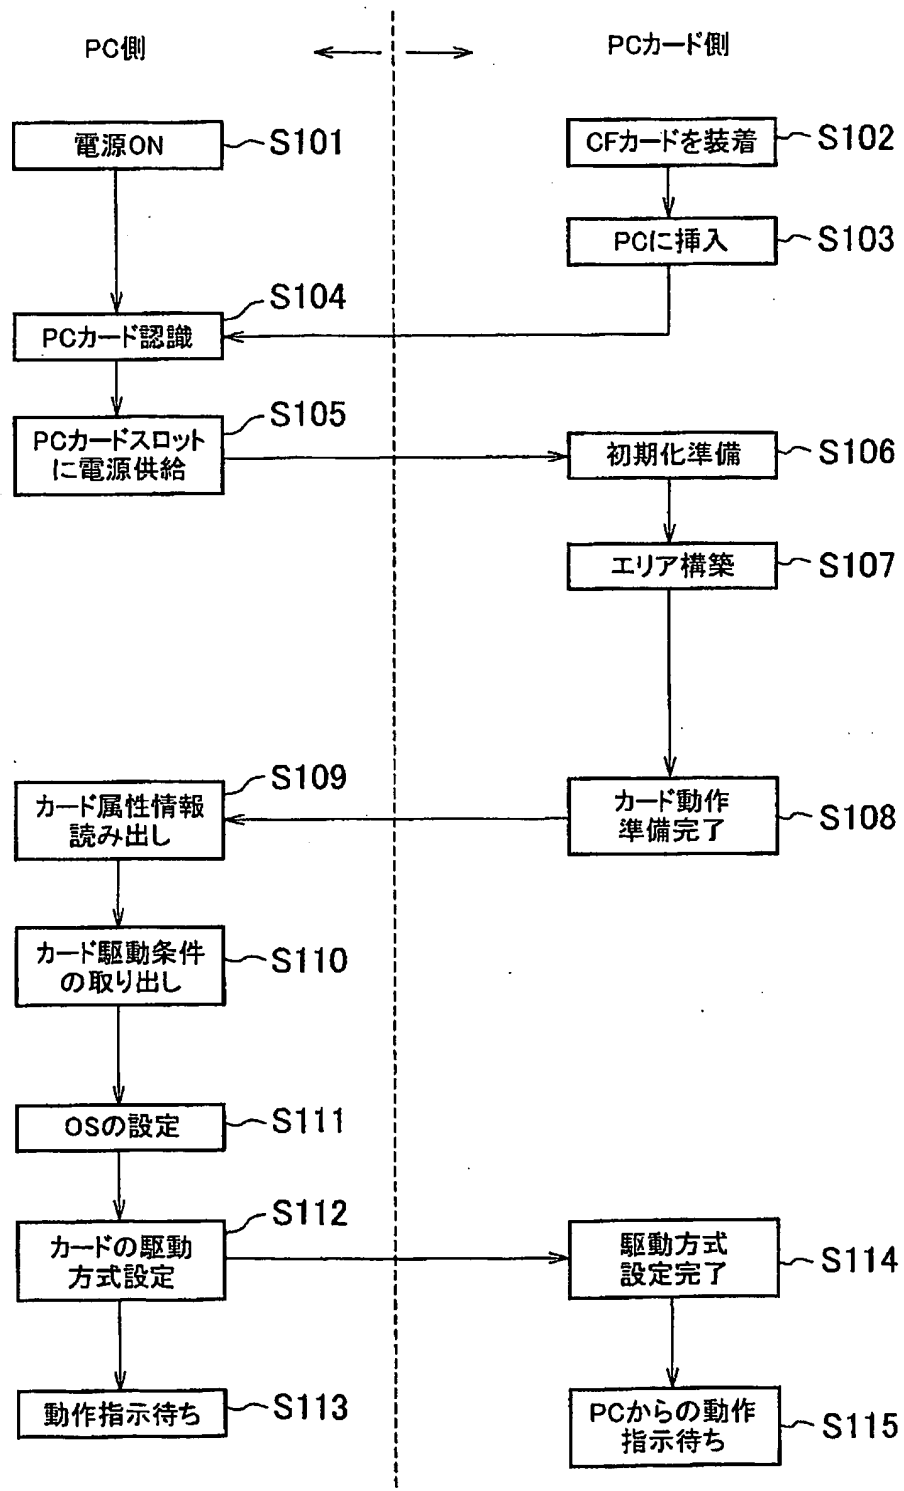 PC側
PCカード側
電源ON
S101
CFカードを装着
S102
PCに挿入
S103
S104
PCカード認識
S105
PCカードスロット
に電源供給
初期化準備
S106
エリア構築
S107
S109
カード属性情報
読み出し
カード動作
準備完了
S108
カード駆動条件
の取り出し
S110
OSの設定
S111
S112
カードの駆動
方式設定
駆動方式
設定完了
S114
動作指示待ち
S113
PCからの動作
指示待ち
S115